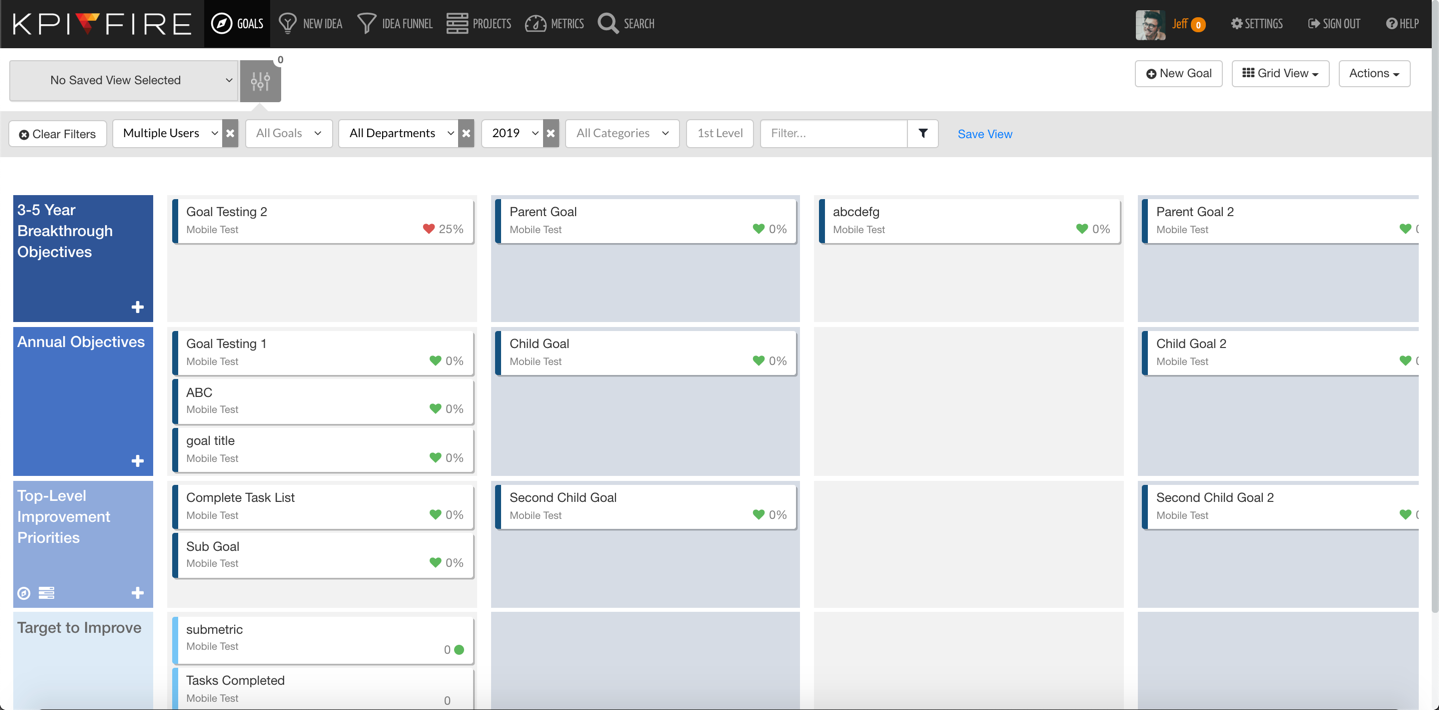 KPI FIRE
GOALS
NEW IDEA
IDEA FUNNEL
PROJECTS
METRICS
SEARCH
Jeff 0
SETTINGS
SIGN OUT
HELP
No Saved View Selected
0
New Goal
Grid View
Actions
Clear Filters
Multiple Users
All Goals
All Departments
2019
All Categories
1st Level
Filter...
Save View
3-5 Year
Breakthrough
Objectives
Goal Testing 2
Mobile Test
25%
Parent Goal
Mobile Test
0%
abcdefg
Mobile Test
0%
Parent Goal 2
Mobile Test
Annual Objectives
Goal Testing 1
Mobile Test
0%
ABC
Mobile Test
0%
goal title
Mobile Test
0%
Child Goal
Mobile Test
0%
Child Goal 2
Mobile Test
Top-Level
Improvement
Priorities
Complete Task List
Mobile Test
0%
Sub Goal
Mobile Test
0%
Second Child Goal
Mobile Test
0%
Second Child Goal 2
Mobile Test
Target to Improve
submetric
Mobile Test
0
Tasks Completed
Mobile Test
0